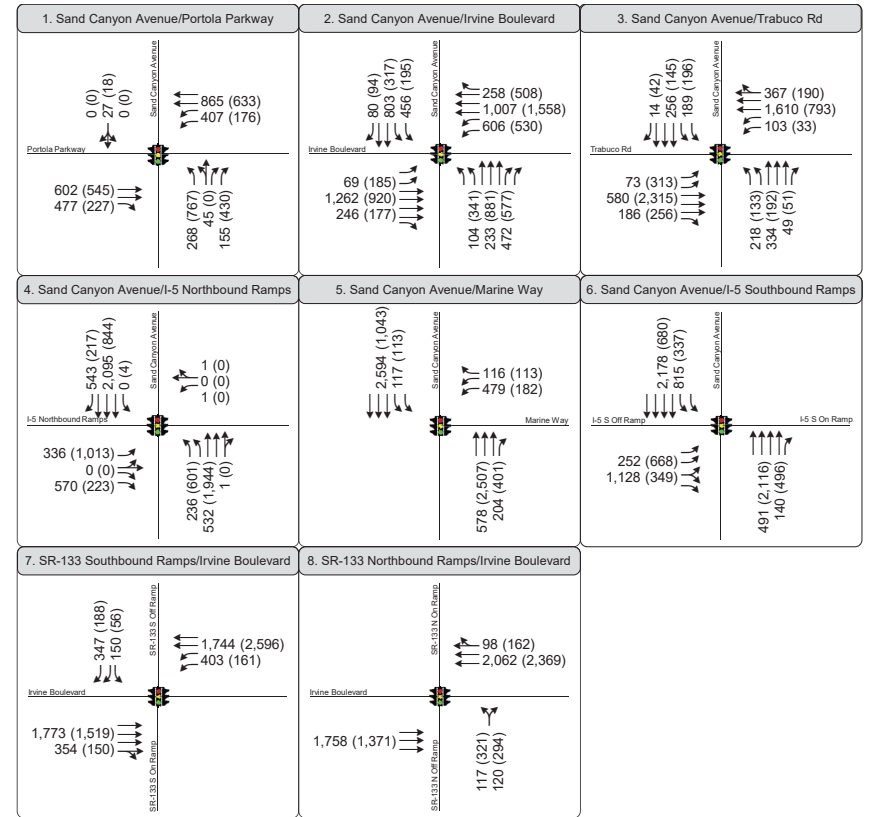 1. Sand Canyon Avenue/Portola Parkway
0 (0)
27 (18)
0 (0)
Sand Canyon Avenue
865 (633)
407 (176)
Portola Parkway
602 (545)
477 (227)
268 (767)
45 (0)
155 (430)
2. Sand Canyon Avenue/Irvine Boulevard
80 (94)
803 (317)
456 (195)
Sand Canyon Avenue
258 (508)
1,007 (1,558)
606 (530)
Irvine Boulevard
69 (185)
1,262 (920)
246 (177)
104 (341)
233 (881)
472 (577)
3. Sand Canyon Avenue/Trabuco Rd
14 (42)
256 (145)
189 (196)
Sand Canyon Avenue
367 (190)
1,610 (793)
103 (33)
Trabuco Rd
73 (313)
580 (2,315)
186 (256)
218 (133)
334 (192)
49 (51)
4. Sand Canyon Avenue/I-5 Northbound Ramps
543 (217)
2,095 (844)
0 (4)
Sand Canyon Avenue
1 (0)
0 (0)
1 (0)
I-5 Northbound Ramps
336 (1,013)
0 (0)
570 (223)
236 (601)
532 (1,944)
1 (0)
5. Sand Canyon Avenue/Marine Way
2,594 (1,043)
117 (113)
Sand Canyon Avenue
116 (113)
479 (182)
Marine Way
578 (2,507)
204 (401)
6. Sand Canyon Avenue/I-5 Southbound Ramps
2,178 (680)
815 (337)
Sand Canyon Avenue
I-5 S Off Ramp
I-5 S On Ramp
252 (668)
1,128 (349)
491 (2,116)
140 (496)
7. SR-133 Southbound Ramps/Irvine Boulevard
347 (188)
150 (56)
SR-133 S Off Ramp
1,744 (2,596)
403 (161)
Irvine Boulevard
1,773 (1,519)
354 (150)
SR-133 S On Ramp
8. SR-133 Northbound Ramps/Irvine Boulevard
SR-133 N On Ramp
98 (162)
2,062 (2,369)
Irvine Boulevard
1,758 (1,371)
SR-133 N Off Ramp
117 (321)
120 (294)